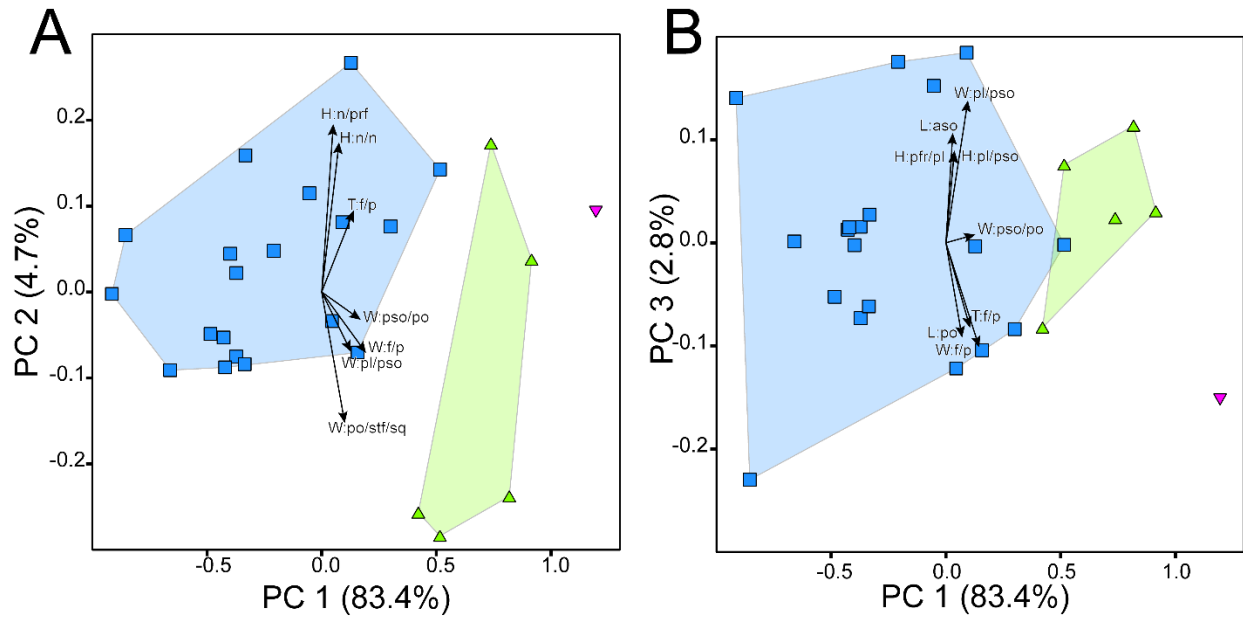 A
PC 2 (4.7%)
0.2
0.1
0.0
-0.1
-0.2
H:n/prf
H:n/n
T:f/p
W:pso/po
W:f/p
W:pl/pso
W:po/stf/sq
-0.5
0.0
0.5
1.0
PC 1 (83.4%)
B
PC 3 (2.8%)
0.1
0.0
-0.1
-0.2
W:pl/pso
L:aso
H:pfr/pl
H:pl/pso
W:pso/po
T:f/p
L:po
W:f/p
-0.5
0.0
0.5
1.0
PC 1 (83.4%)